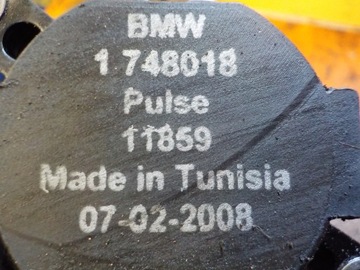 BMW
1 748018
Pulse
11859
Made in Tunisia
07-02-2008